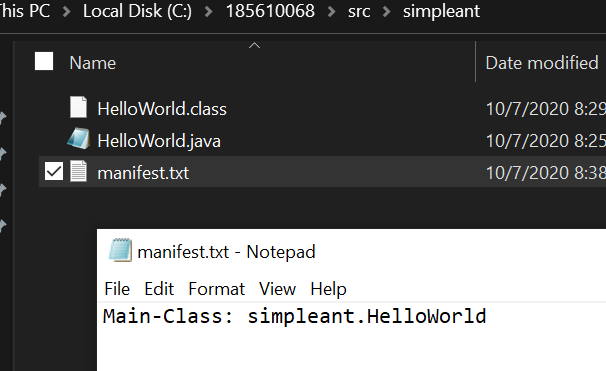 This PC > Local Disk (C:) > 185610068 > src > simpleant
Name Date modified
HelloWorld.class 10/7/2020 8:29
HelloWorld.java 10/7/2020 8:25
manifest.txt 10/7/2020 8:38
manifest.txt - Notepad
File Edit Format View Help
Main-Class: simpleant.HelloWorld